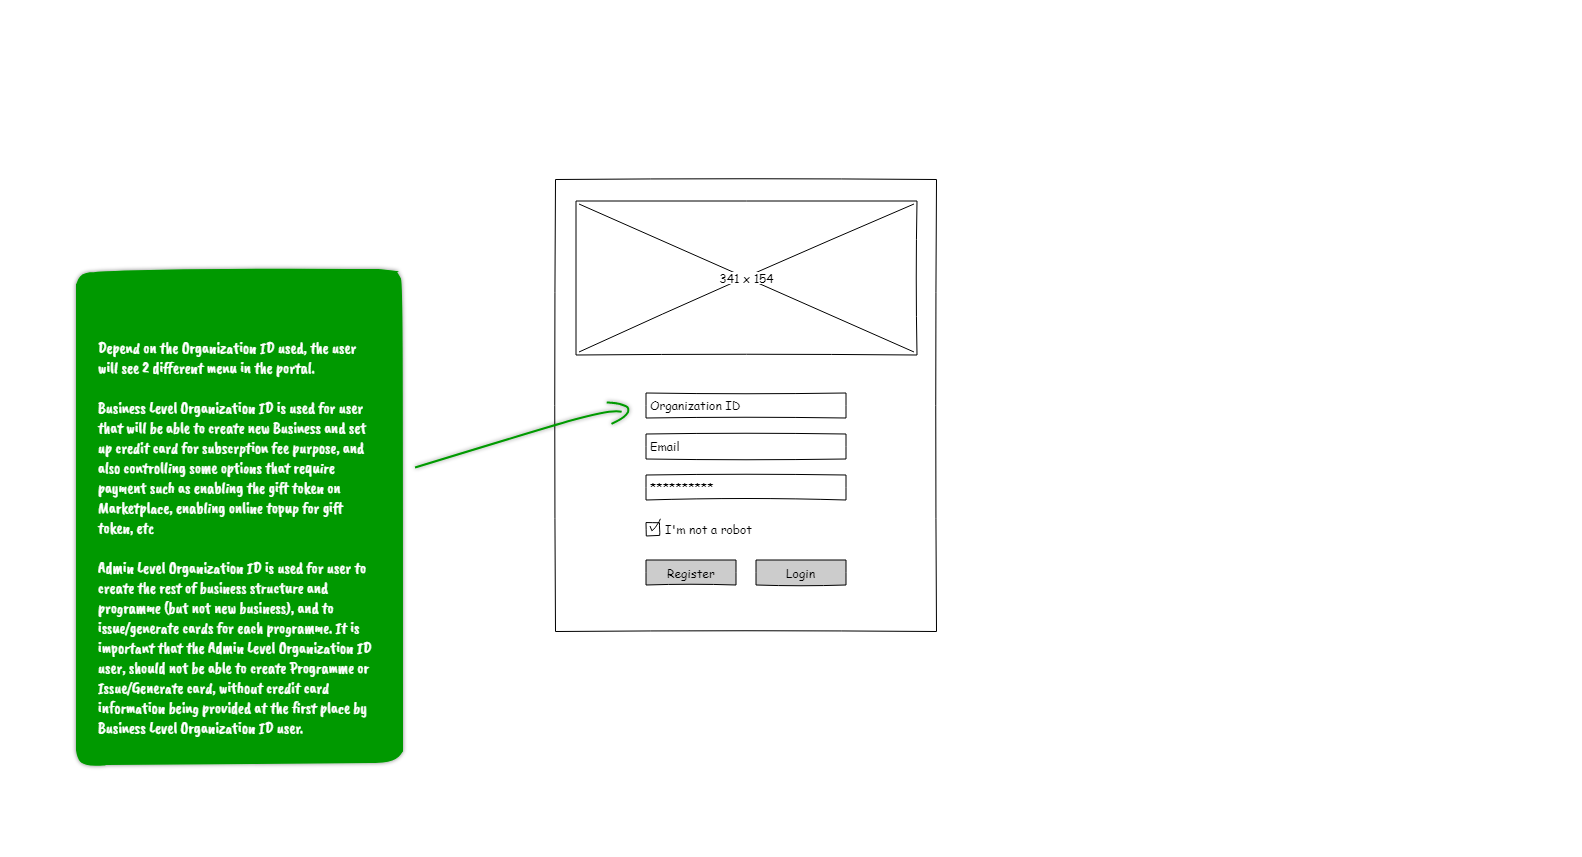 Depend on the Organization ID used, the user
will see 2 different menu in the portal.
Business Level Organization ID is used for user
that will be able to create new Business and set
up credit card for subscrption fee purpose, and
also controlling some options that require
payment such as enabling the gift token on
Marketplace, enabling online topup for gift
token, etc
Admin Level Organization ID is used for user to
create the rest of business structure and
programme (but not new business), and to
issue/generate cards for each programme. It is
important that the Admin Level Organization ID
user, should not be able to create Programme or
Issue/Generate card, without credit card
information being provided at the first place by
Business Level Organization ID user.
341 x 154
Organization ID
Email
**********
I'm not a robot
Register Login